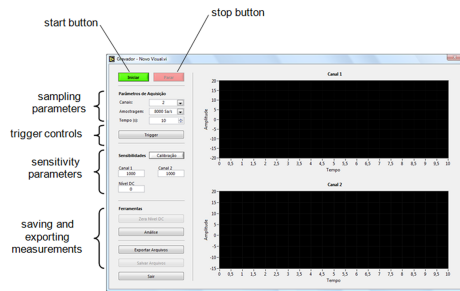 start button
stop button
Gravador - Novo Visual.vi
Iniciar
sampling parameters
Parâmetros de Aquisição
Canais: 2
Amostragem: 8000 Sa/s
Tempo (s) 10
trigger controls
Trigger
sensitivity parameters
Sensibilidades
Calibração
Canal 1
Canal 2
1000
1000
Nível DC
0
saving and exporting measurements
Ferramentas
Zera Nível DC
Análise
Exportar Arquivos
Salvar Arquivos
Sair
Canal 1
Amplitude
20
15
10
5
0
-5
-10
-15
-20
0 0,5 1 1,5 2 2,5 3 3,5 4 4,5 5 5,5 6 6,5 7 7,5 8 8,5 9 9,5 10
Tempo
Canal 2
Amplitude
20
15
10
5
0
-5
-10
-15
0 0,5 1 1,5 2 2,5 3 3,5 4 4,5 5 5,5 6 6,5 7 7,5 8 8,5 9 9,5 10
Tempo